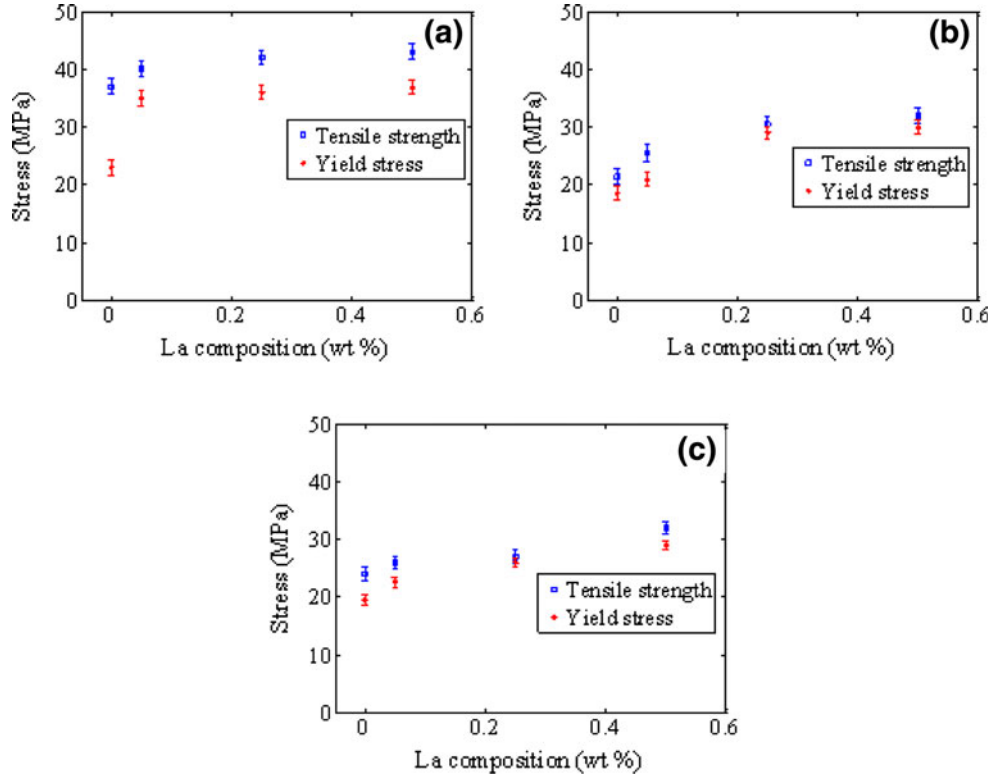 (a)
50
40
30
20
10
0
Stress (MPa)
Tensile strength
Yield stress
0 0.2 0.4 0.6
La composition (wt %)
(b)
50
40
30
20
10
0
Stress (MPa)
Tensile strength
Yield stress
0 0.2 0.4 0.6
La composition (wt %)
(c)
50
40
30
20
10
0
Stress (MPa)
Tensile strength
Yield stress
0 0.2 0.4 0.6
La composition (wt %)